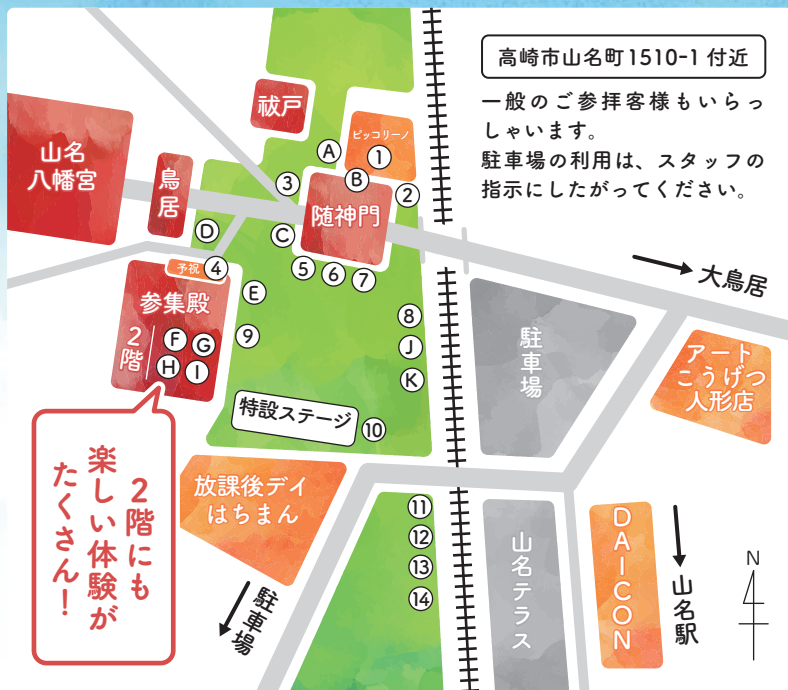 高崎市山名町1510-1 付近
一般のご参拝客様もいらっ
しゃいます。
駐車場の利用は、スタッフの
指示にしたがってください。
祓戸
ピッコリーノ
①
Ⓐ
Ⓑ
②
③
山名
八幡宮
鳥居
随神門
Ⓒ
Ⓓ
⑤
⑥
⑦
大鳥居
予祝
④
参集殿
2階
Ⓕ
Ⓖ
Ⓗ
Ⓘ
Ⓔ
⑨
⑧
Ⓙ
Ⓚ
駐車場
アート
こうげつ
人形店
特設ステージ
⑩
2階にも
楽しい体験が
たくさん!
放課後デイ
はちまん
駐車場
⑪
⑫
⑬
⑭
山名テラス
DAICON
山名駅
N